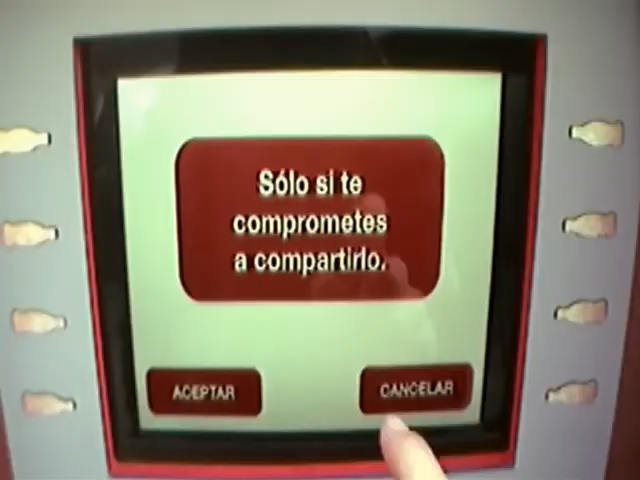 Sólo si te
comprometes
a compartirlo.
ACEPTAR
CANCELAR